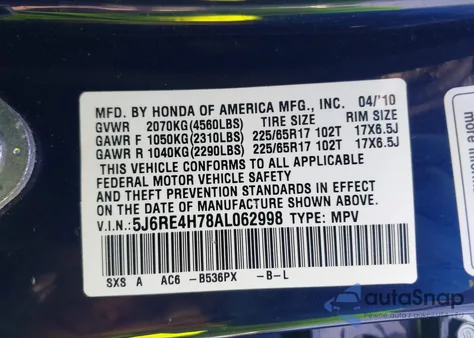 MFD. BY HONDA OF AMERICA MFG., INC. 04/'10
GVWR 2070KG(4560LBS) TIRE SIZE RIM SIZE
GAWR F 1050KG(2310LBS) 225/65R17 102T 17X6.5J
GAWR R 1040KG(2290LBS) 225/65R17 102T 17X6.5J
THIS VEHICLE CONFORMS TO ALL APPLICABLE
FEDERAL MOTOR VEHICLE SAFETY
AND THEFT PREVENTION STANDARDS IN EFFECT
ON THE DATE OF MANUFACTURE SHOWN ABOVE.
V.I.N.: 5J6RE4H78AL062998 TYPE: MPV
SXS A AC6 -B536PX -B-L
autoSnap